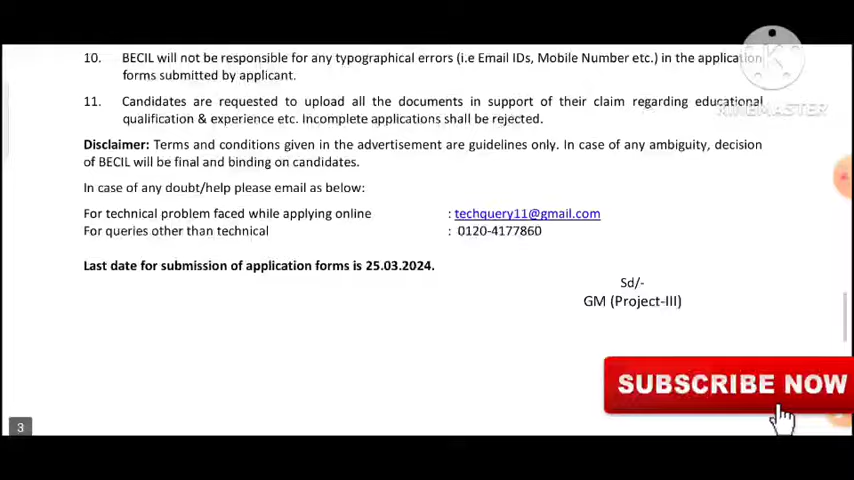 10. BECIL will not be responsible for any typographical errors (i.e Email IDs, Mobile Number etc.) in the application
forms submitted by applicant.
11. Candidates are requested to upload all the documents in support of their claim regarding educational
qualification & experience etc. Incomplete applications shall be rejected.
Disclaimer: Terms and conditions given in the advertisement are guidelines only. In case of any ambiguity, decision
of BECIL will be final and binding on candidates.
In case of any doubt/help please email as below:
For technical problem faced while applying online : techquery11@gmail.com
For queries other than technical : 0120-4177860
Last date for submission of application forms is 25.03.2024.
Sd/-
GM (Project-III)
SUBSCRIBE NOW
3
K
KINEMASTER